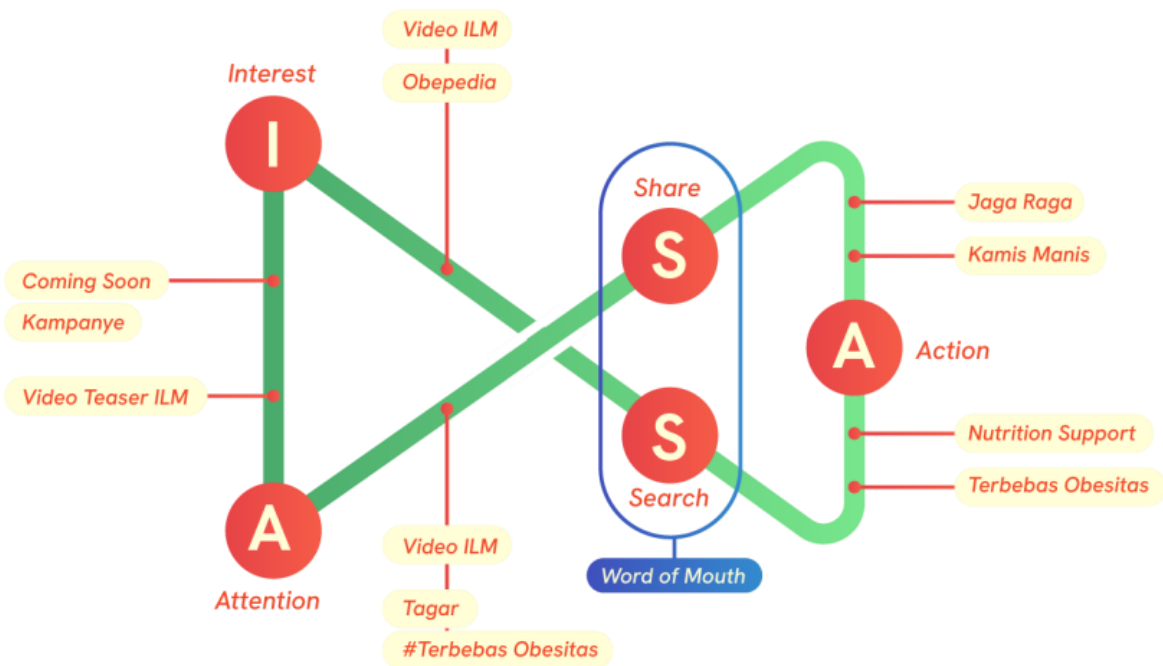 Video ILM
Obepedia
Interest
I
Coming Soon
Kampanye
Video Teaser ILM
A
Attention
Video ILM
Tagar
#Terbebas Obesitas
Share
S
S
Search
Word of Mouth
Jaga Raga
Kamis Manis
A
Action
Nutrition Support
Terbebas Obesitas